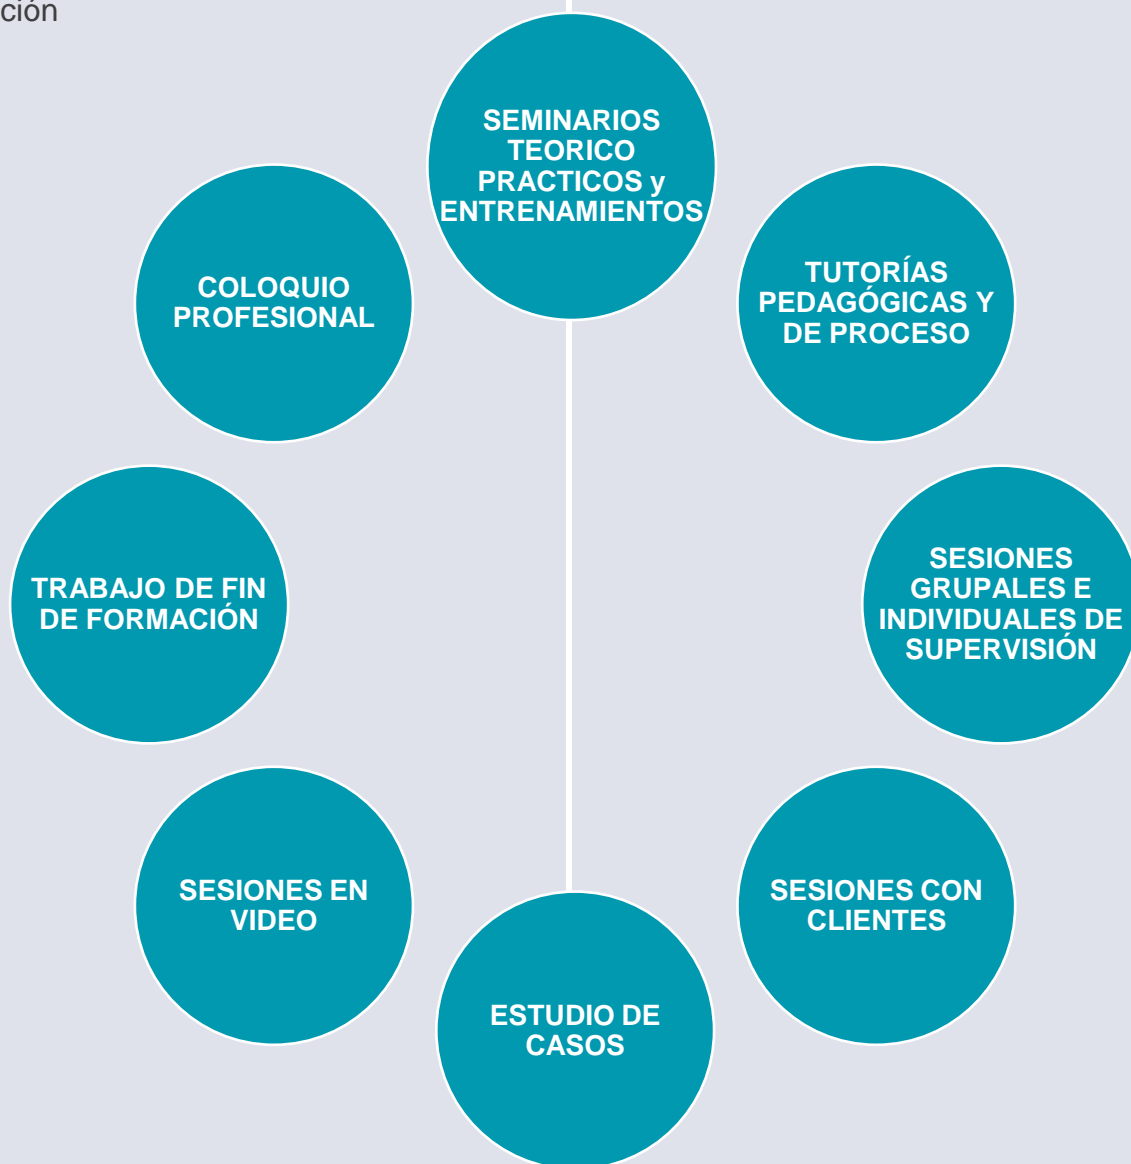 ción
SEMINARIOS
TEORICO
PRACTICOS y
ENTRENAMIENTOS
TUTORÍAS
PEDAGÓGICAS Y
DE PROCESO
SESIONES
GRUPALES E
INDIVIDUALES DE
SUPERVISIÓN
SESIONES CON
CLIENTES
ESTUDIO DE
CASOS
SESIONES EN
VIDEO
TRABAJO DE FIN
DE FORMACIÓN
COLOQUIO
PROFESIONAL